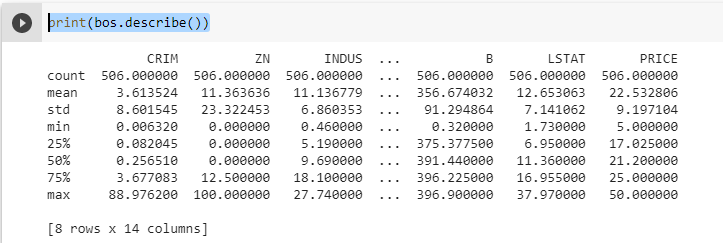 print(bos.describe())
CRIM ZN INDUS ... B LSTAT PRICE
count 506.000000 506.000000 506.000000 ... 506.000000 506.000000 506.000000
mean 3.613524 11.363636 11.136779 ... 356.674032 12.653063 22.532806
std 8.601545 23.322453 6.860353 ... 91.294864 7.141062 9.197104
min 0.006320 0.000000 0.460000 ... 0.320000 1.730000 5.000000
25% 0.082045 0.000000 5.190000 ... 375.377500 6.950000 17.025000
50% 0.256510 0.000000 9.690000 ... 391.440000 11.360000 21.200000
75% 3.677083 12.500000 18.100000 ... 396.225000 16.955000 25.000000
max 88.976200 100.000000 27.740000 ... 396.900000 37.970000 50.000000
[8 rows x 14 columns]